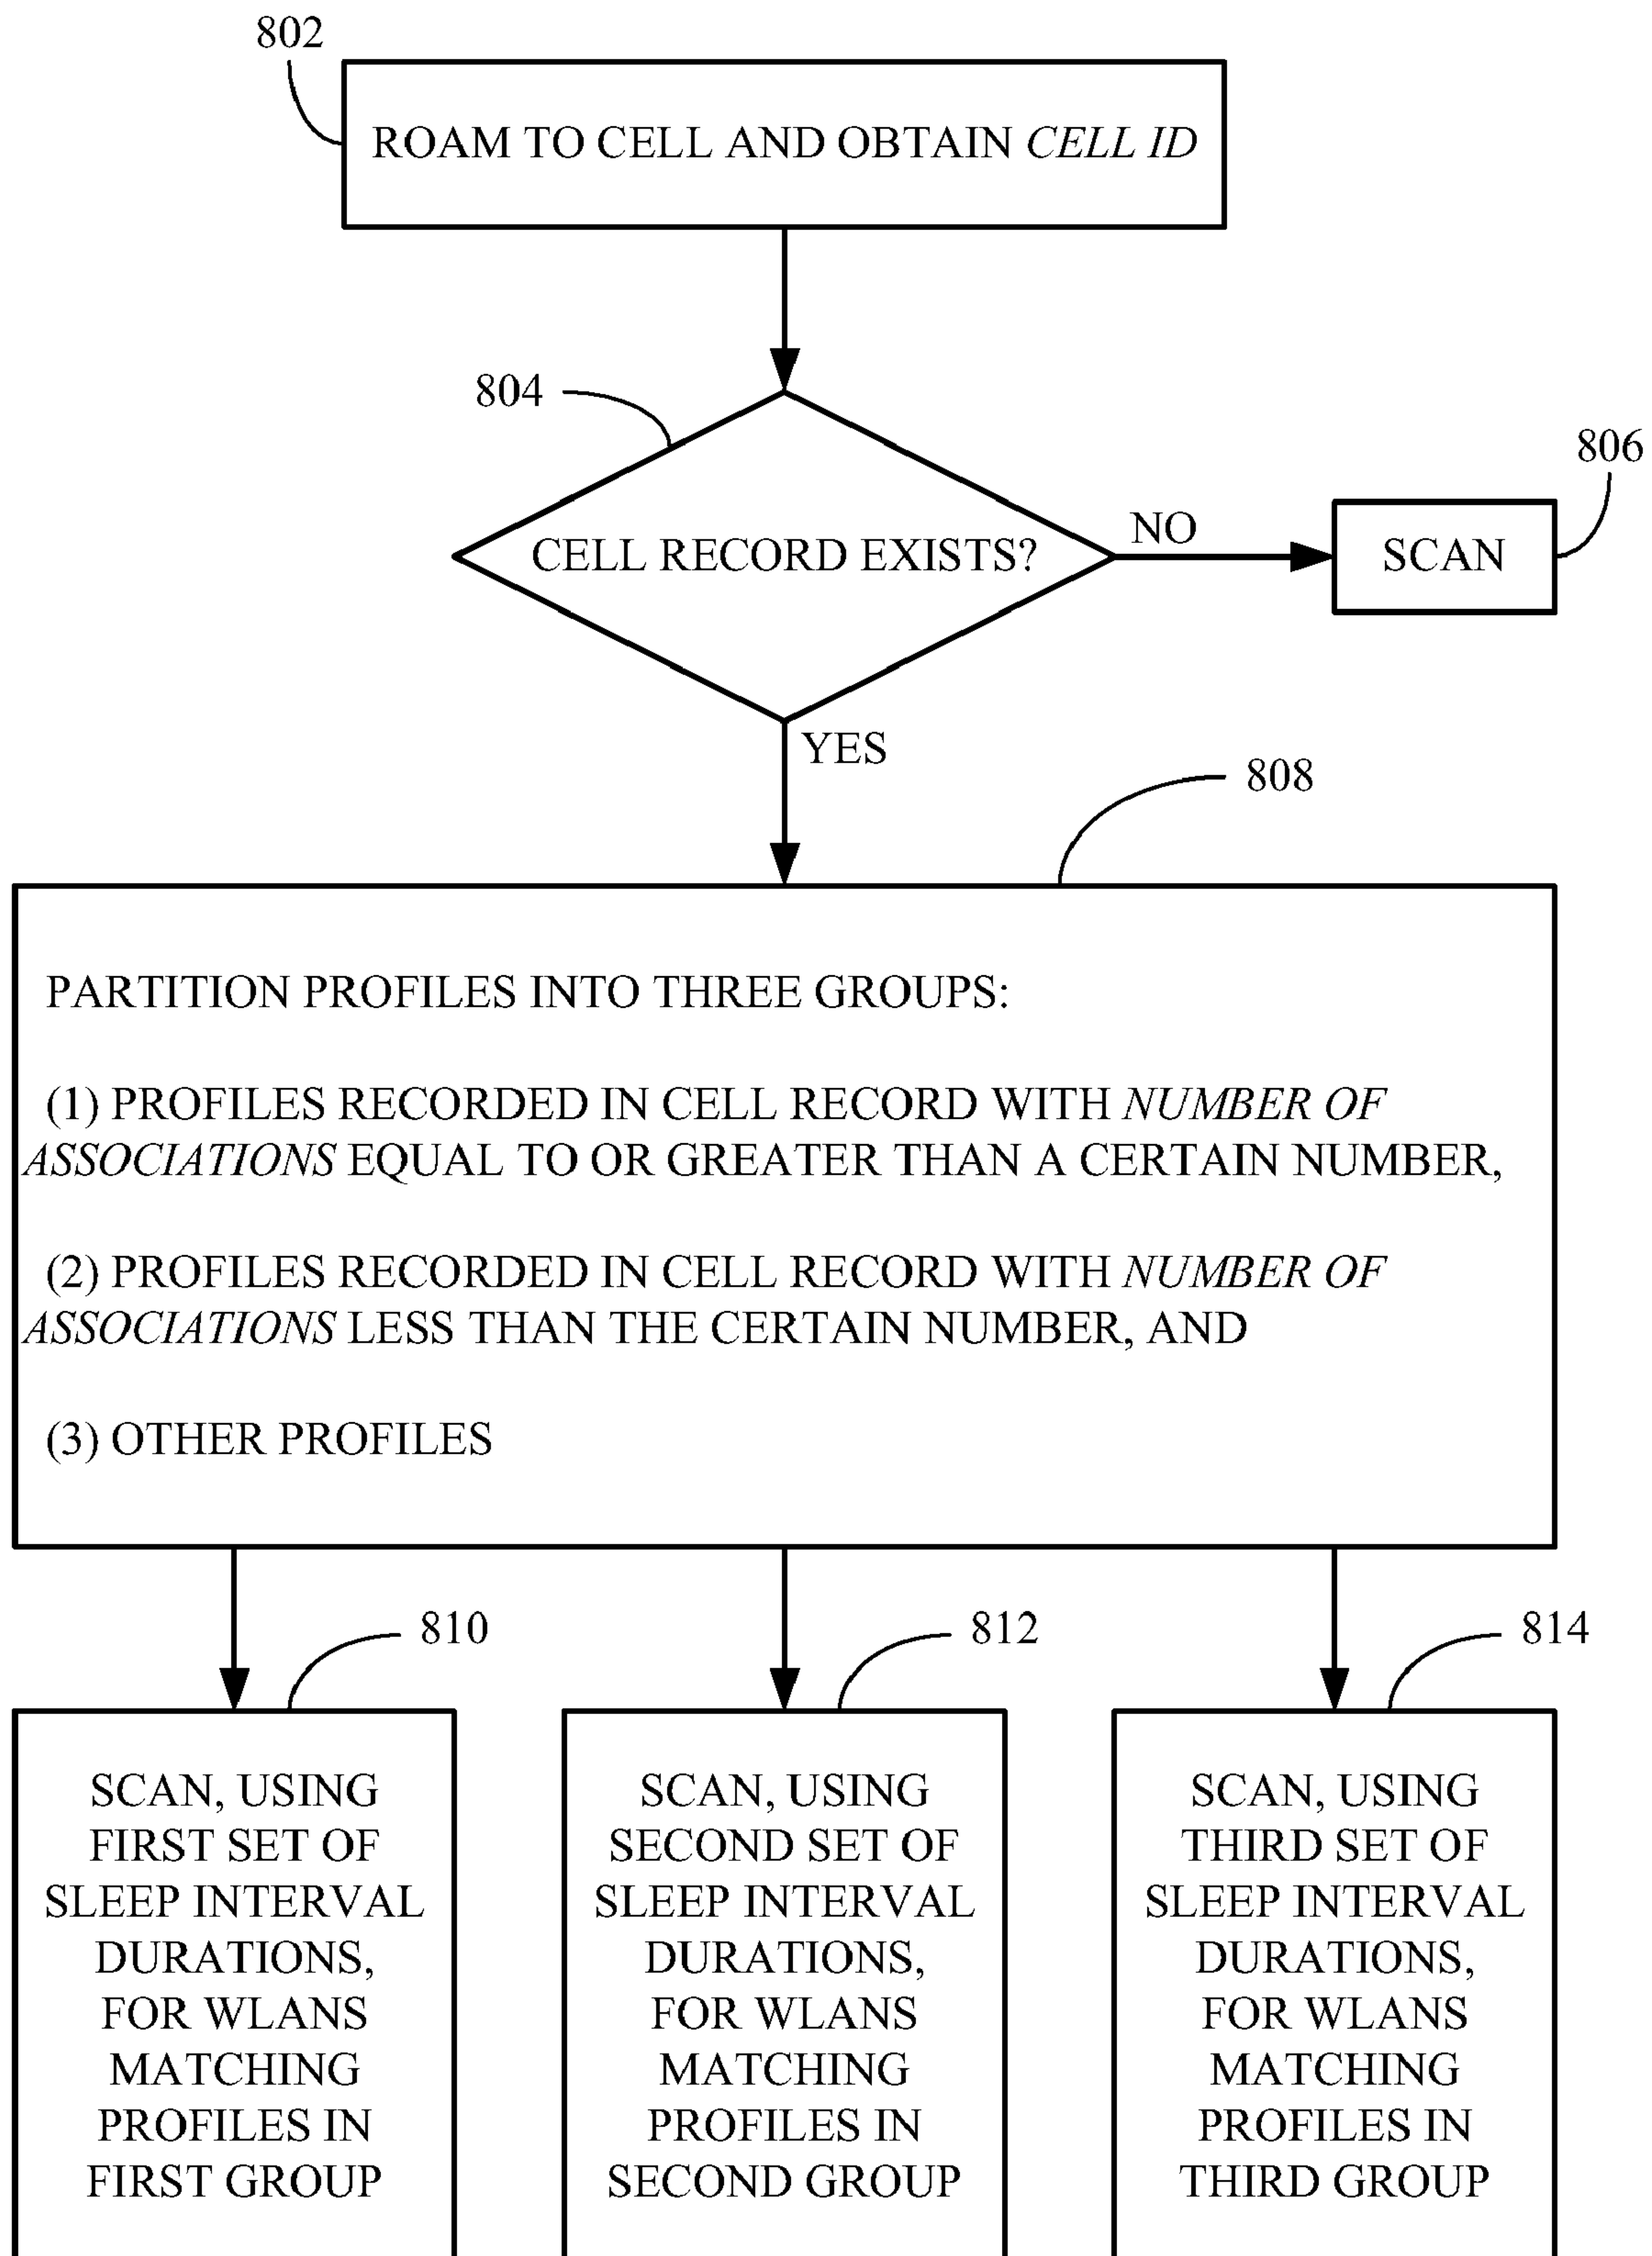 802
ROAM TO CELL AND OBTAIN CELL ID
804
CELL RECORD EXISTS?
NO
806
SCAN
YES
808
PARTITION PROFILES INTO THREE GROUPS:
(1) PROFILES RECORDED IN CELL RECORD WITH NUMBER OF
ASSOCIATIONS EQUAL TO OR GREATER THAN A CERTAIN NUMBER,
(2) PROFILES RECORDED IN CELL RECORD WITH NUMBER OF
ASSOCIATIONS LESS THAN THE CERTAIN NUMBER, AND
(3) OTHER PROFILES
810
SCAN, USING
FIRST SET OF
SLEEP INTERVAL
DURATIONS,
FOR WLANS
MATCHING
PROFILES IN
FIRST GROUP
812
SCAN, USING
SECOND SET OF
SLEEP INTERVAL
DURATIONS,
FOR WLANS
MATCHING
PROFILES IN
SECOND GROUP
814
SCAN, USING
THIRD SET OF
SLEEP INTERVAL
DURATIONS,
FOR WLANS
MATCHING
PROFILES IN
THIRD GROUP